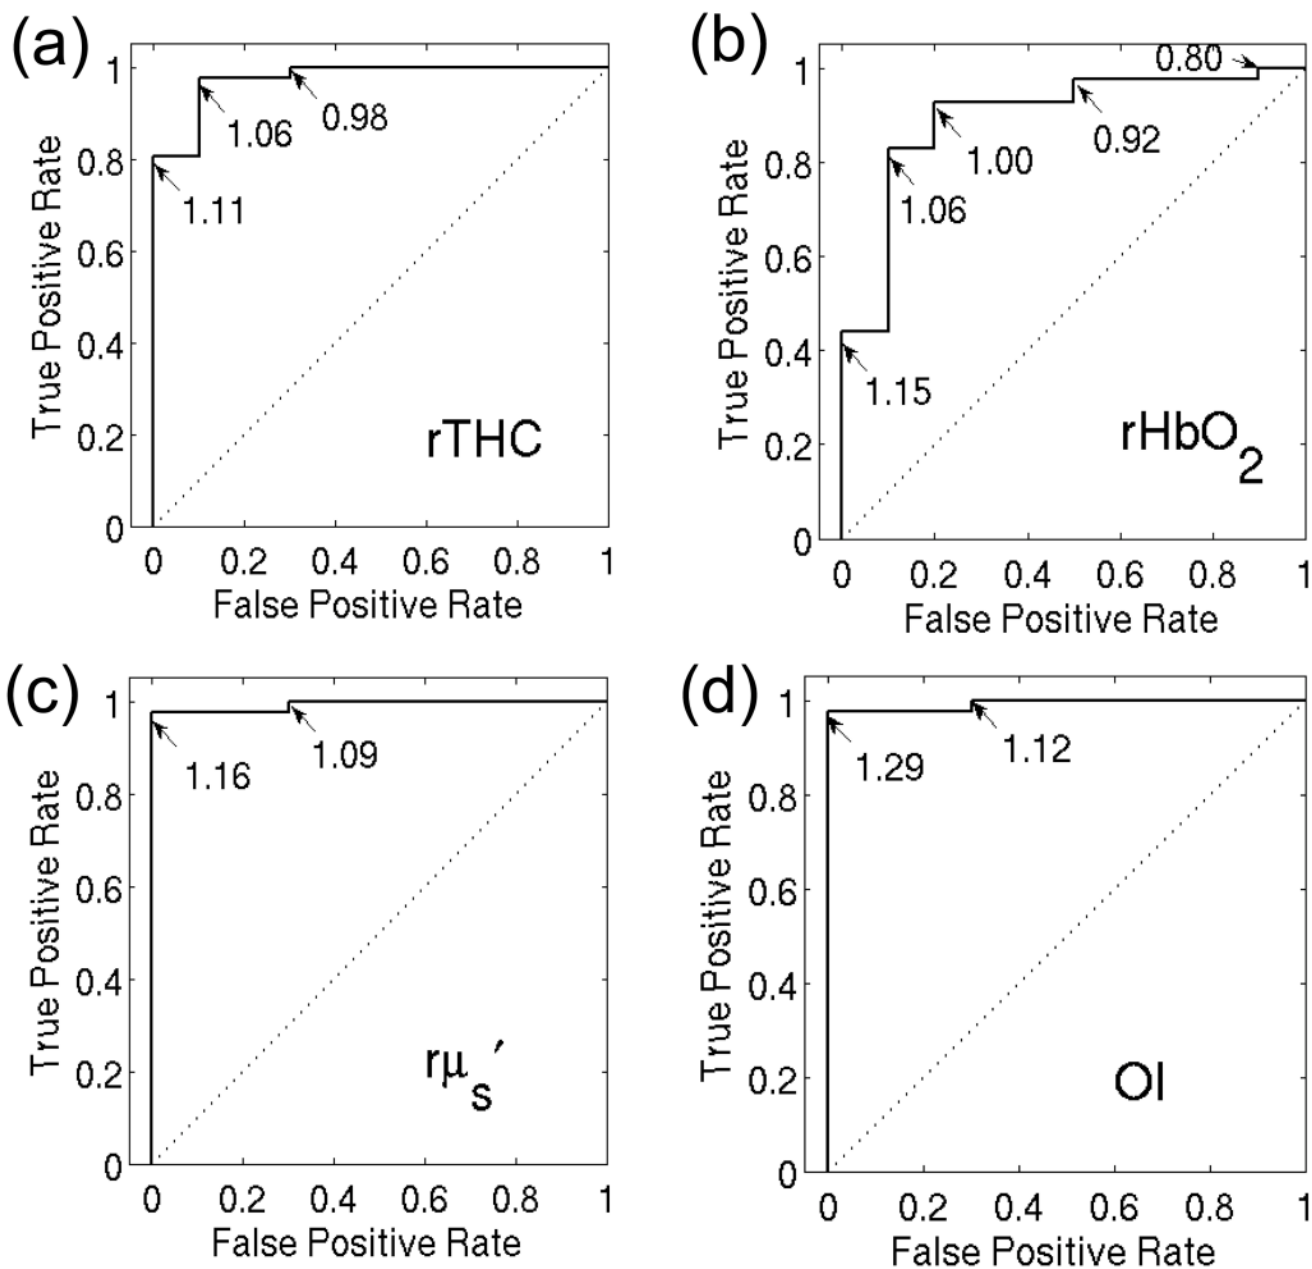 (a)
1
0.8
0.6
0.4
0.2
0
True Positive Rate
1.11
1.06
0.98
rTHC
0 0.2 0.4 0.6 0.8 1
False Positive Rate
(b)
1
0.8
0.6
0.4
0.2
0
True Positive Rate
0.80
0.92
1.00
1.06
1.15
rHbO2
0 0.2 0.4 0.6 0.8 1
False Positive Rate
(c)
1
0.8
0.6
0.4
0.2
0
True Positive Rate
1.16
1.09
rμs′
0 0.2 0.4 0.6 0.8 1
False Positive Rate
(d)
1
0.8
0.6
0.4
0.2
0
True Positive Rate
1.29
1.12
OI
0 0.2 0.4 0.6 0.8 1
False Positive Rate